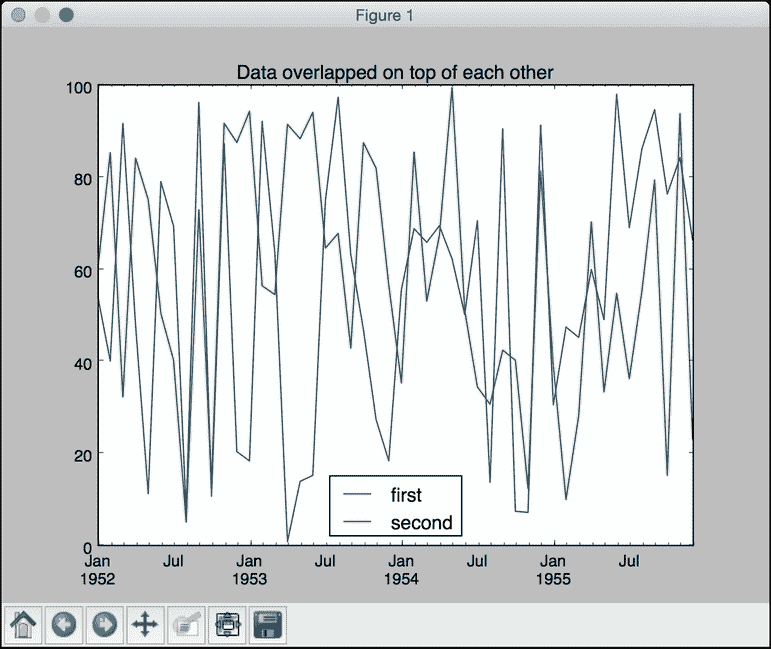 Figure 1
Data overlapped on top of each other
100
80
60
40
20
0
first
second
Jan Jul Jan Jul Jan Jul Jan Jul
1952 1953 1954 1955